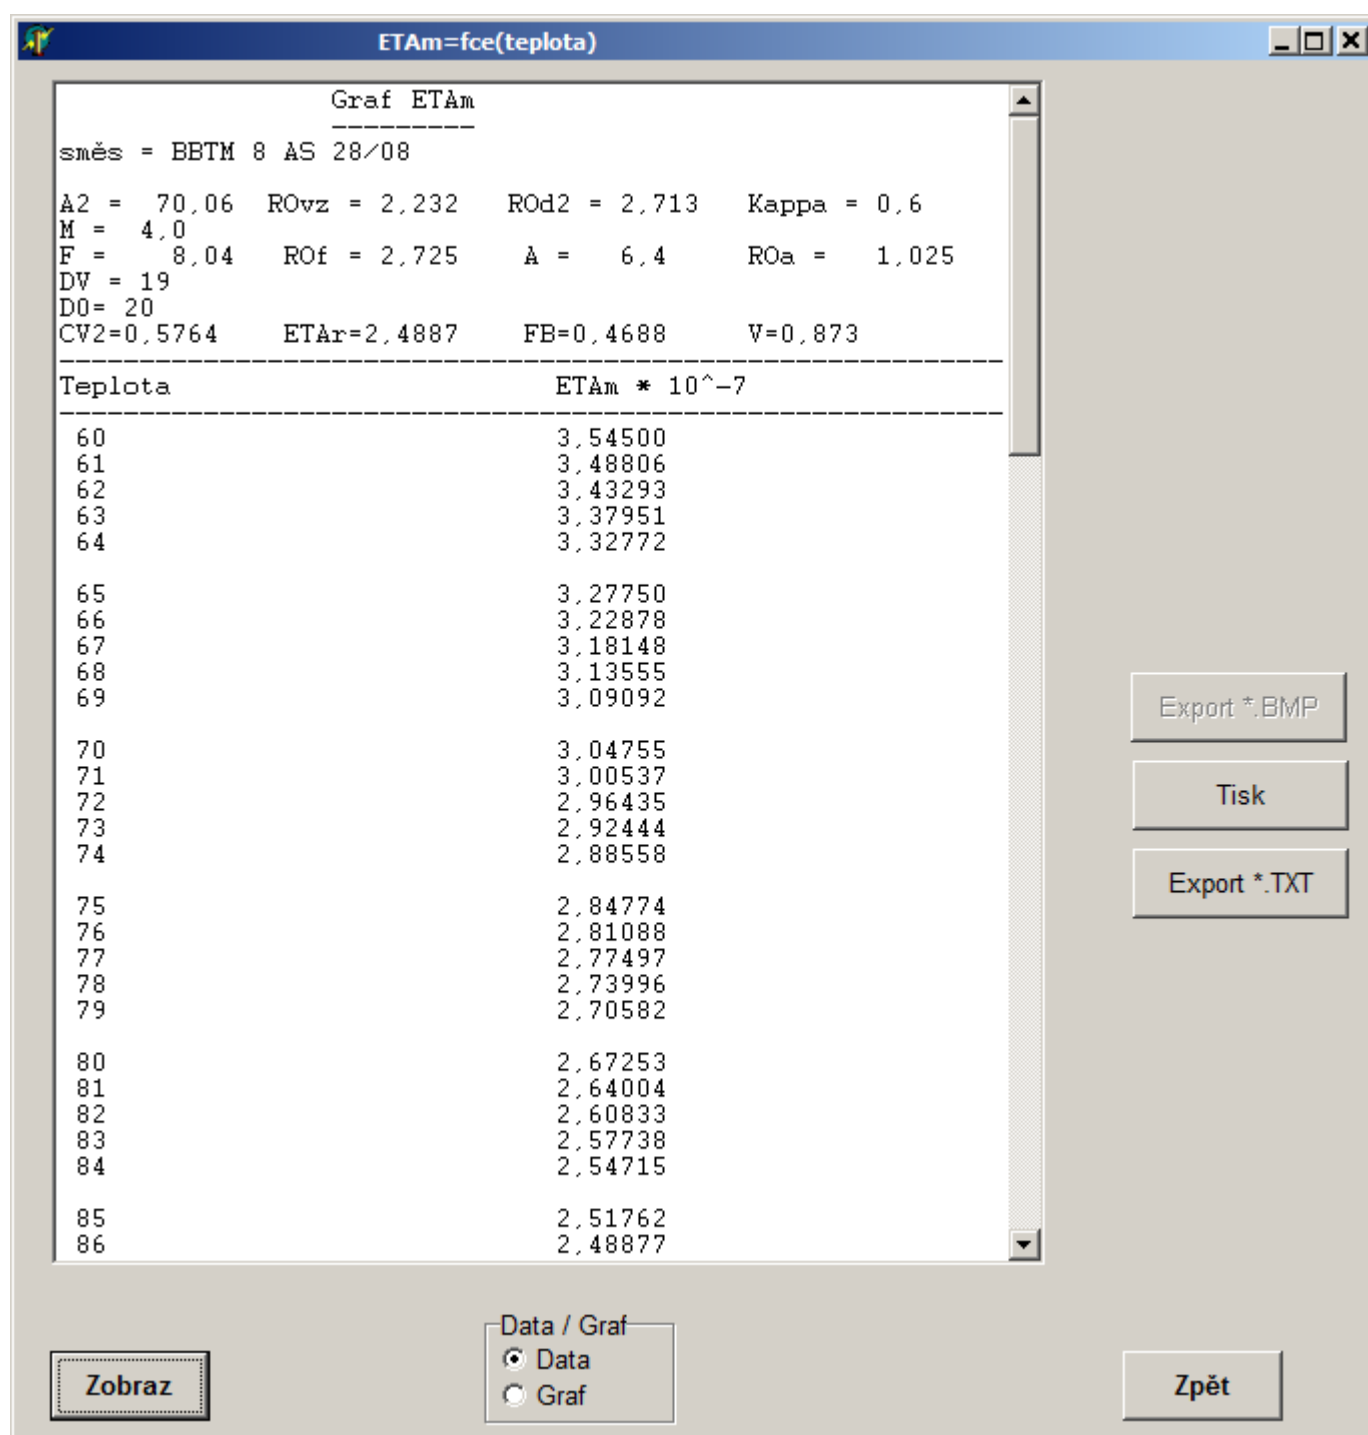 ETAm=fce(teplota)
Graf ETAm
---------
směs = BBTM 8 AS 28/08
A2 = 70,06 ROvz = 2,232 ROd2 = 2,713 Kappa = 0,6
M = 4,0
F = 8,04 ROf = 2,725 A = 6,4 ROa = 1,025
DV = 19
D0= 20
CV2=0,5764 ETAr=2,4887 FB=0,4688 V=0,873
-----------------------------------------------------------
Teplota ETAm * 10^-7
-----------------------------------------------------------
60 3,54500
61 3,48806
62 3,43293
63 3,37951
64 3,32772
65 3,27750
66 3,22878
67 3,18148
68 3,13555
69 3,09092
70 3,04755
71 3,00537
72 2,96435
73 2,92444
74 2,88558
75 2,84774
76 2,81088
77 2,77497
78 2,73996
79 2,70582
80 2,67253
81 2,64004
82 2,60833
83 2,57738
84 2,54715
85 2,51762
86 2,48877
Export *.BMP
Tisk
Export *.TXT
Data / Graf
Data
Graf
Zobraz
Zpět